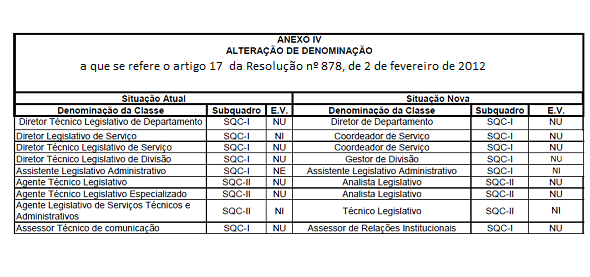 ANEXO IV
ALTERAÇÃO DE DENOMINAÇÃO
a que se refere o artigo 17 da Resolução nº 878, de 2 de fevereiro de 2012
Situação Atual Situação Nova
Denominação da Classe Subquadro E.V. Denominação da Classe Subquadro E.V.
Diretor Técnico Legislativo de Departamento SQC-I NU Diretor de Departamento SQC-I NU
Diretor Legislativo de Serviço SQC-I NI Coordeador de Serviço SQC-I NU
Diretor Técnico Legislativo de Serviço SQC-I NU Coordeador de Serviço SQC-I NU
Diretor Técnico Legislativo de Divisão SQC-I NU Gestor de Divisão SQC-I NU
Assistente Legislativo Administrativo SQC-I NE Assistente Legislativo Administrativo SQC-I NI
Agente Técnico Legislativo SQC-II NU Analista Legislativo SQC-II NU
Agente Técnico Legislativo Especializado SQC-II NU Analista Legislativo SQC-II NU
Agente Legislativo de Serviços Técnicos e
Administrativos SQC-II NI Técnico Legislativo SQC-II NI
Assessor Técnico de comunicação SQC-I NU Assessor de Relações Institucionais SQC-I NU